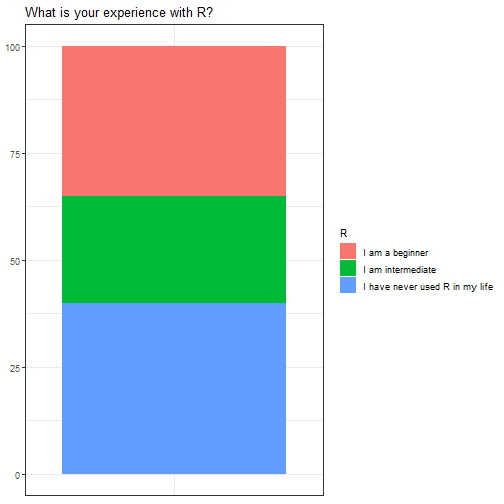 What is your experience with R?
100
75
50
25
0
R
I am a beginner
I am intermediate
I have never used R in my life